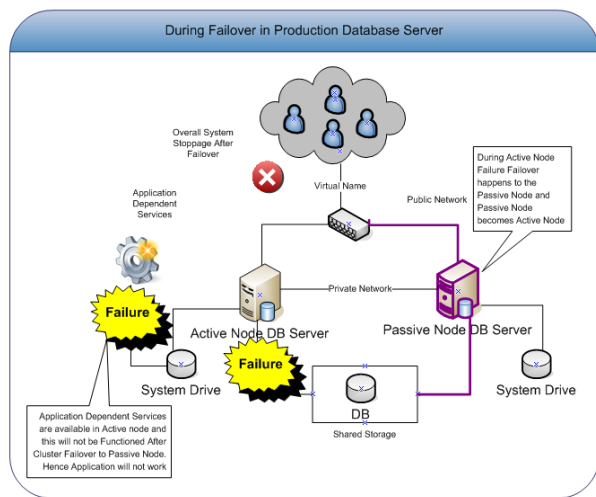 During Failover in Production Database Server
Overall System
Stoppage After
Failover
Virtual Name
Public Network
During Active Node
Failure Failover
happens to the
Passive Node and
Passive Node
becomes Active Node
Application
Dependent
Services
Private Network
Failure
Active Node DB Server
Passive Node DB Server
Failure
System Drive
DB
System Drive
Shared Storage
Application Dependent Services
are available in Active node and
this will not be Functioned After
Cluster Failover to Passive Node.
Hence Application will not work